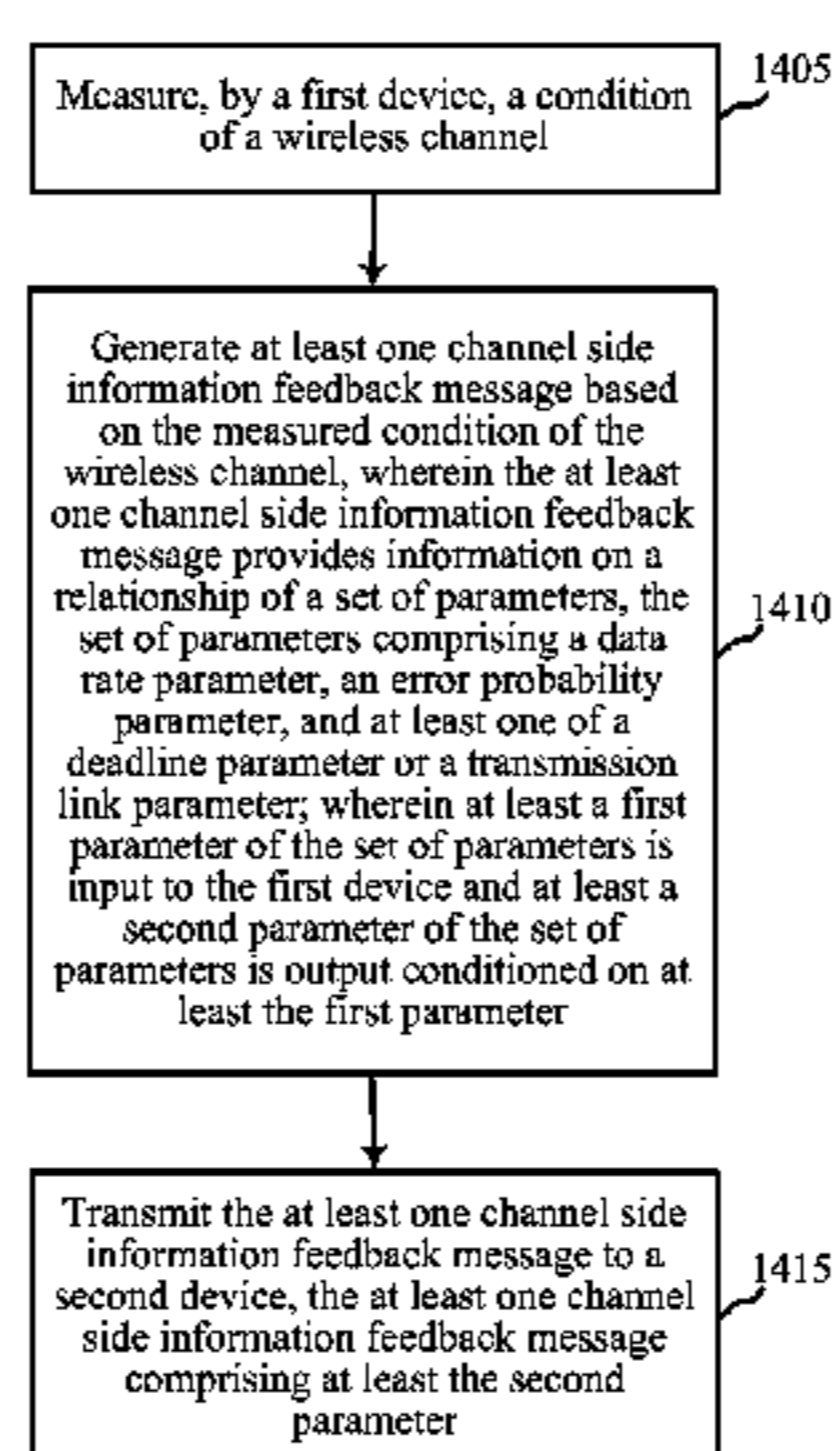 1405
Measure, by a first device, a condition
of a wireless channel
Generate at least one channel side
information feedback message based
on the measured condition of the
wireless channel, wherein the at least
one channel side information feedback
message provides information on a
relationship of a set of parameters, the
set of parameters comprising a data
rate parameter, an error probability
parameter, and at least one of a
deadline parameter or a transmission
link parameter; wherein at least a first
parameter of the set of parameters is
input to the first device and at least a
second parameter of the set of
parameters is output conditioned on at
least the first parameter
1410
Transmit the at least one channel side
information feedback message to a
second device, the at least one channel
side information feedback message
comprising at least the second
parameter
1415